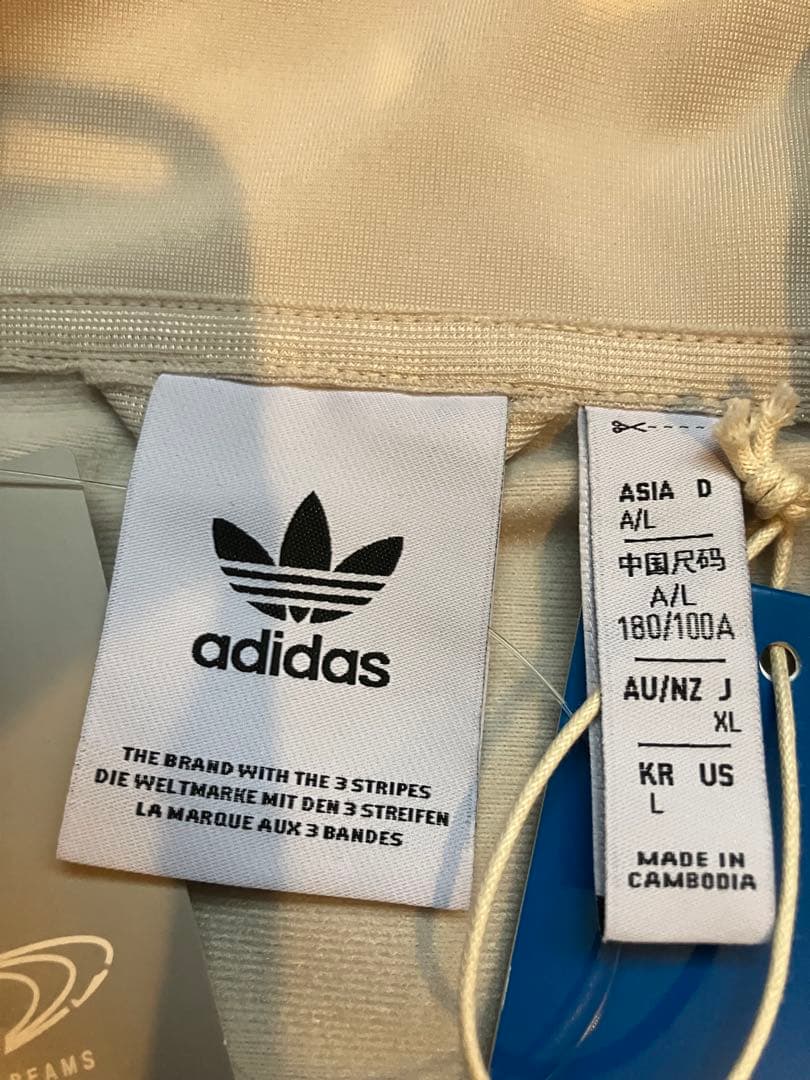 adidas
THE BRAND WITH THE 3 STRIPES
DIE WELTMARKE MIT DEN 3 STREIFEN
LA MARQUE AUX 3 BANDES
ASIA D
A/L
中国尺码
A/L
180/100A
AU/NZ J
XL
KR US
L
MADE IN
CAMBODIA